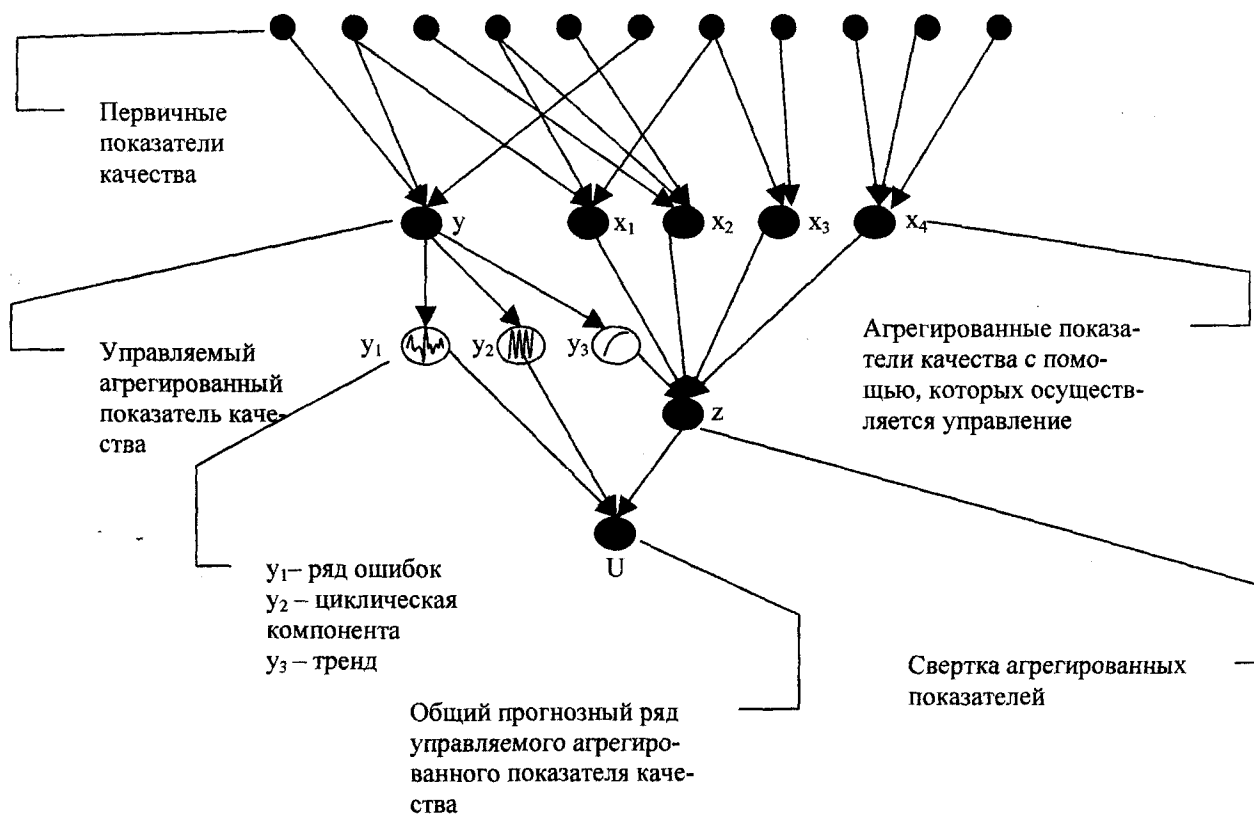 Первичные
показатели
качества
y
x₁
x₂
x₃
x₄
y₁
y₂
y₃
Управляемый
агрегированный
показатель каче-
ства
Агрегированные показа-
тели качества с помо-
щью, которых осуществ-
ляется управление
z
U
y₁– ряд ошибок
y₂ – циклическая
компонента
y₃ – тренд
Свертка агрегированных
показателей
Общий прогнозный ряд
управляемого агрегиро-
ванного показателя каче-
ства